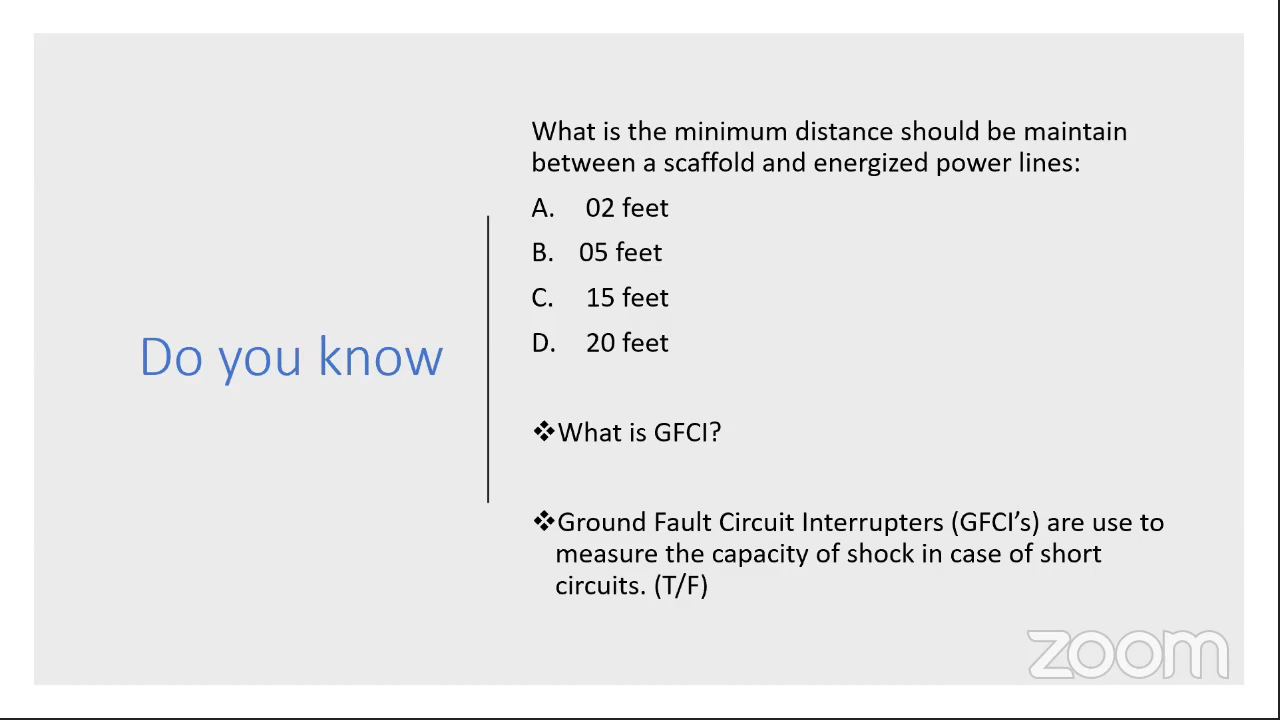 Do you know
What is the minimum distance should be maintain
between a scaffold and energized power lines:
A. 02 feet
B. 05 feet
C. 15 feet
D. 20 feet
❖What is GFCI?
❖Ground Fault Circuit Interrupters (GFCI’s) are use to
measure the capacity of shock in case of short
circuits. (T/F)
zoom